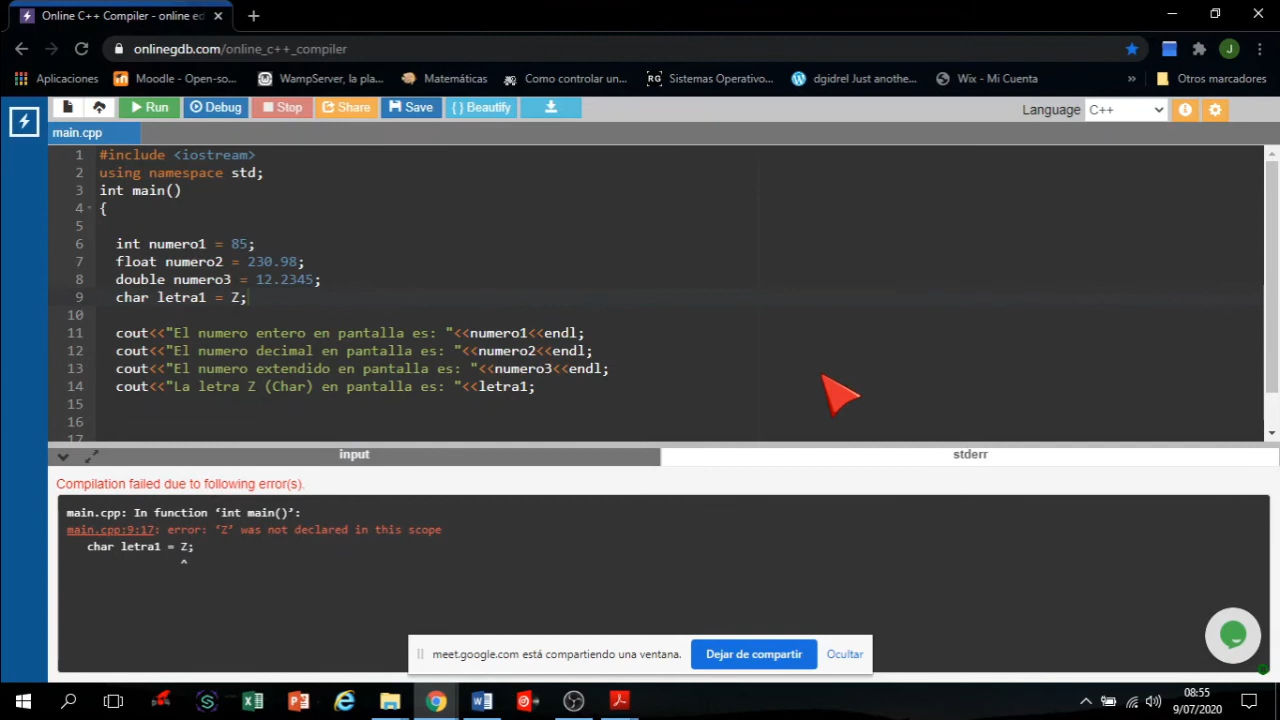 Online C++ Compiler - online ed
onlinegdb.com/online_c++_compiler
J
Aplicaciones Moodle - Open-so... WampServer, la pla... Matemáticas Como controlar un... RG Sistemas Operativo... dgidrel Just anothe... Wix - Mi Cuenta » Otros marcadores
Run Debug Stop Share Save { } Beautify Language C++
main.cpp
1 #include <iostream>
2 using namespace std;
3 int main()
4 {
5
6 int numero1 = 85;
7 float numero2 = 230.98;
8 double numero3 = 12.2345;
9 char letra1 = Z;
10
11 cout<<"El numero entero en pantalla es: "<<numero1<<endl;
12 cout<<"El numero decimal en pantalla es: "<<numero2<<endl;
13 cout<<"El numero extendido en pantalla es: "<<numero3<<endl;
14 cout<<"La letra Z (Char) en pantalla es: "<<letra1;
15
16
17
input stderr
Compilation failed due to following error(s).
main.cpp: In function ‘int main()’:
main.cpp:9:17: error: ‘Z’ was not declared in this scope
char letra1 = Z;
^
meet.google.com está compartiendo una ventana. Dejar de compartir Ocultar
08:55
9/07/2020